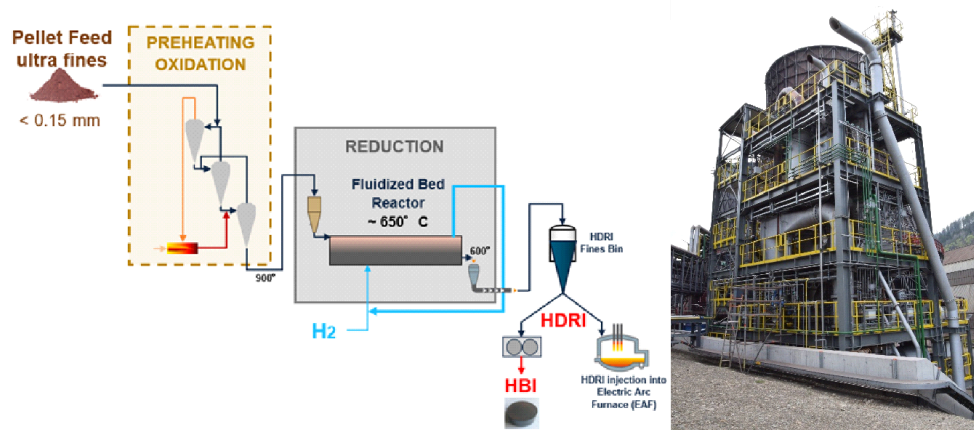 Pellet Feed
ultra fines
< 0.15 mm
PREHEATING
OXIDATION
900°
REDUCTION
Fluidized Bed
Reactor
~ 650° C
600°
H2
HDRI
Fines Bin
HDRI
HBI
HDRI injection into
Electric Arc
Furnace (EAF)